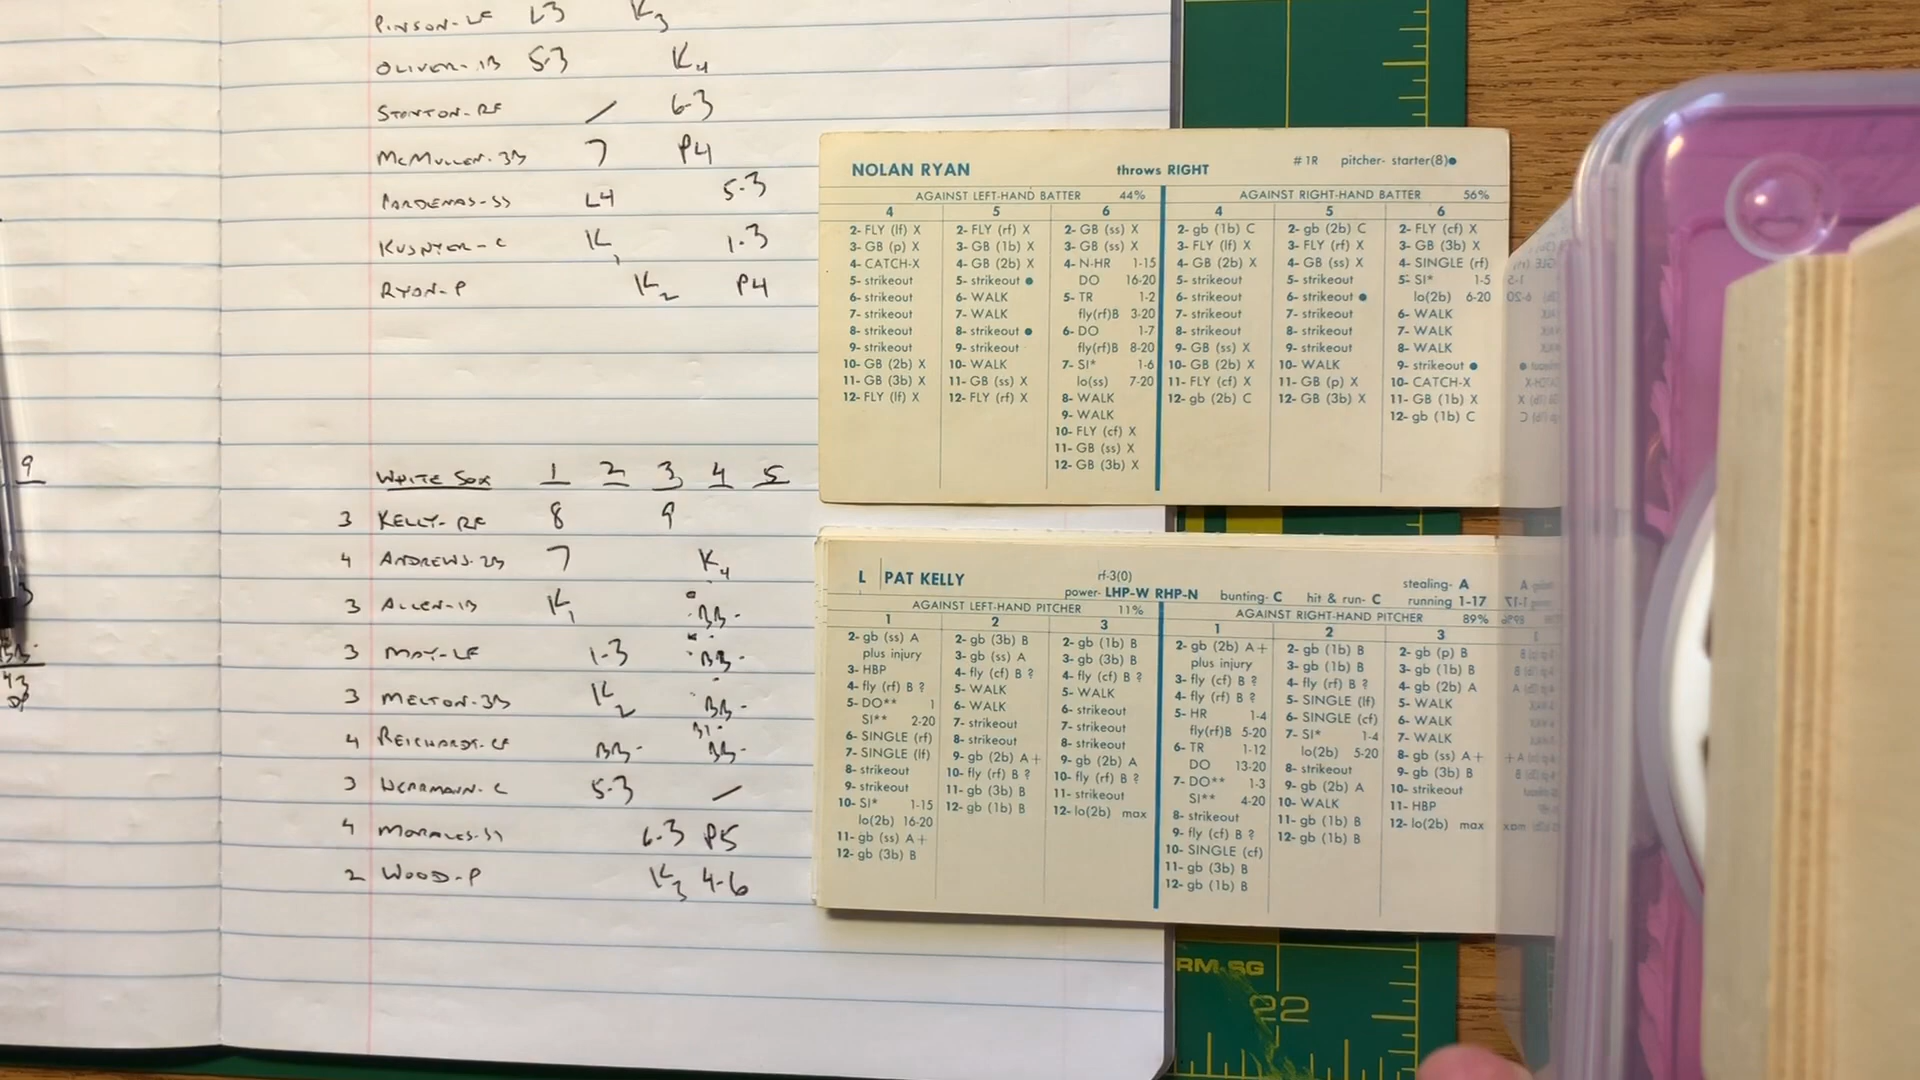 PINSON-LF L3 K3
OLIVER-1B 5-3 K4
STANTON-RF / 6-3
MCMULLEN-3B 7 P4
CARDENAS-SS L4 5-3
KUSNYER-C K1 1-3
RYAN-P K2 P4
9
WHITE SOX 1 2 3 4 5
3 KELLY-RF 8 9
4 ANDREWS-2B 7 K4
3 ALLEN-1B K1 BB-
3 MAY-LF 1-3 BB-
3 MELTON-3B K2 BB-
4 REICHARDT-CF BB- BB-
3 HERRMANN-C 5-3 /
4 MORALES-SS 6-3 P5
2 WOOD-P K3 4-6
NOLAN RYAN throws RIGHT #1R pitcher- starter(8)●
AGAINST LEFT-HAND BATTER 44% AGAINST RIGHT-HAND BATTER 56%
4 5 6 4 5 6
2- FLY (lf) X
3- GB (p) X
4- CATCH-X
5- strikeout
6- strikeout
7- strikeout
8- strikeout
9- strikeout
10- GB (2b) X
11- GB (3b) X
12- FLY (lf) X
2- FLY (rf) X
3- GB (1b) X
4- GB (2b) X
5- strikeout ●
6- WALK
7- WALK
8- strikeout ●
9- strikeout
10- WALK
11- GB (ss) X
12- FLY (rf) X
2- GB (ss) X
3- GB (ss) X
4- N-HR 1-15
DO 16-20
5- TR 1-2
fly(rf)B 3-20
6- DO 1-7
fly(rf)B 8-20
7- SI* 1-6
lo(ss) 7-20
8- WALK
9- WALK
10- FLY (cf) X
11- GB (ss) X
12- GB (3b) X
2- gb (1b) C
3- FLY (lf) X
4- GB (2b) X
5- strikeout
6- strikeout
7- strikeout
8- strikeout
9- GB (ss) X
10- GB (2b) X
11- FLY (cf) X
12- gb (2b) C
2- gb (2b) C
3- FLY (rf) X
4- GB (ss) X
5- strikeout
6- strikeout ●
7- strikeout
8- strikeout
9- strikeout
10- WALK
11- GB (p) X
12- GB (3b) X
2- FLY (cf) X
3- GB (3b) X
4- SINGLE (rf)
5- SI* 1-5
lo(2b) 6-20
6- WALK
7- WALK
8- WALK
9- strikeout ●
10- CATCH-X
11- GB (1b) X
12- gb (1b) C
L PAT KELLY rf-3(0) stealing- A
power- LHP-W RHP-N bunting- C hit & run- C running 1-17
AGAINST LEFT-HAND PITCHER 11% AGAINST RIGHT-HAND PITCHER 89%
1 2 3 1 2 3
2- gb (ss) A
plus injury
3- HBP
4- fly (rf) B ?
5- DO** 1
SI** 2-20
6- SINGLE (rf)
7- SINGLE (lf)
8- strikeout
9- strikeout
10- SI* 1-15
lo(2b) 16-20
11- gb (ss) A+
12- gb (3b) B
2- gb (3b) B
3- gb (ss) A
4- fly (cf) B ?
5- WALK
6- WALK
7- strikeout
8- strikeout
9- gb (2b) A+
10- fly (rf) B ?
11- gb (3b) B
12- gb (1b) B
2- gb (1b) B
3- gb (3b) B
4- fly (cf) B ?
5- WALK
6- strikeout
7- strikeout
8- strikeout
9- gb (2b) A
10- fly (rf) B ?
11- strikeout
12- lo(2b) max
2- gb (2b) A+
plus injury
3- fly (cf) B ?
4- fly (rf) B ?
5- HR 1-4
fly(rf)B 5-20
6- TR 1-12
DO 13-20
7- DO** 1-3
SI** 4-20
8- strikeout
9- fly (cf) B ?
10- SINGLE (cf)
11- gb (3b) B
12- gb (1b) B
2- gb (1b) B
3- gb (1b) B
4- fly (rf) B ?
5- SINGLE (lf)
6- SINGLE (cf)
7- SI* 1-4
lo(2b) 5-20
8- strikeout
9- gb (2b) A
10- WALK
11- gb (1b) B
12- gb (1b) B
2- gb (p) B
3- gb (1b) B
4- gb (2b) A
5- WALK
6- WALK
7- WALK
8- gb (ss) A+
9- gb (3b) B
10- strikeout
11- HBP
12- lo(2b) max
22